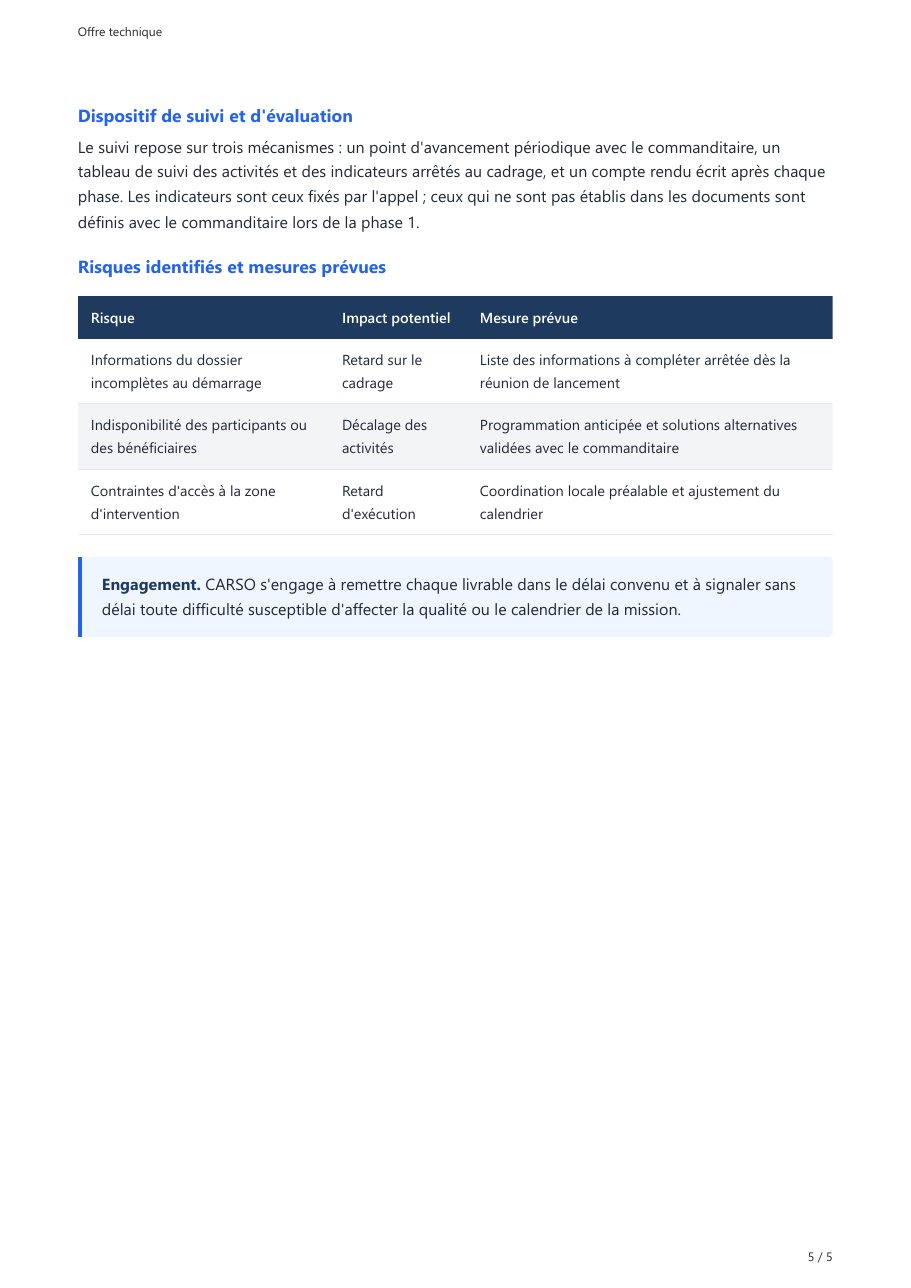 Offre technique
Dispositif de suivi et d'évaluation
Le suivi repose sur trois mécanismes : un point d'avancement périodique avec le commanditaire, un
tableau de suivi des activités et des indicateurs arrêtés au cadrage, et un compte rendu écrit après chaque
phase. Les indicateurs sont ceux fixés par l'appel ; ceux qui ne sont pas établis dans les documents sont
définis avec le commanditaire lors de la phase 1.
Risques identifiés et mesures prévues
Risque Impact potentiel Mesure prévue
Informations du dossier Retard sur le Liste des informations à compléter arrêtée dès la
incomplètes au démarrage cadrage réunion de lancement
Indisponibilité des participants ou Décalage des Programmation anticipée et solutions alternatives
des bénéficiaires activités validées avec le commanditaire
Contraintes d'accès à la zone Retard Coordination locale préalable et ajustement du
d'intervention d'exécution calendrier
Engagement. CARSO s'engage à remettre chaque livrable dans le délai convenu et à signaler sans
délai toute difficulté susceptible d'affecter la qualité ou le calendrier de la mission.
5 / 5